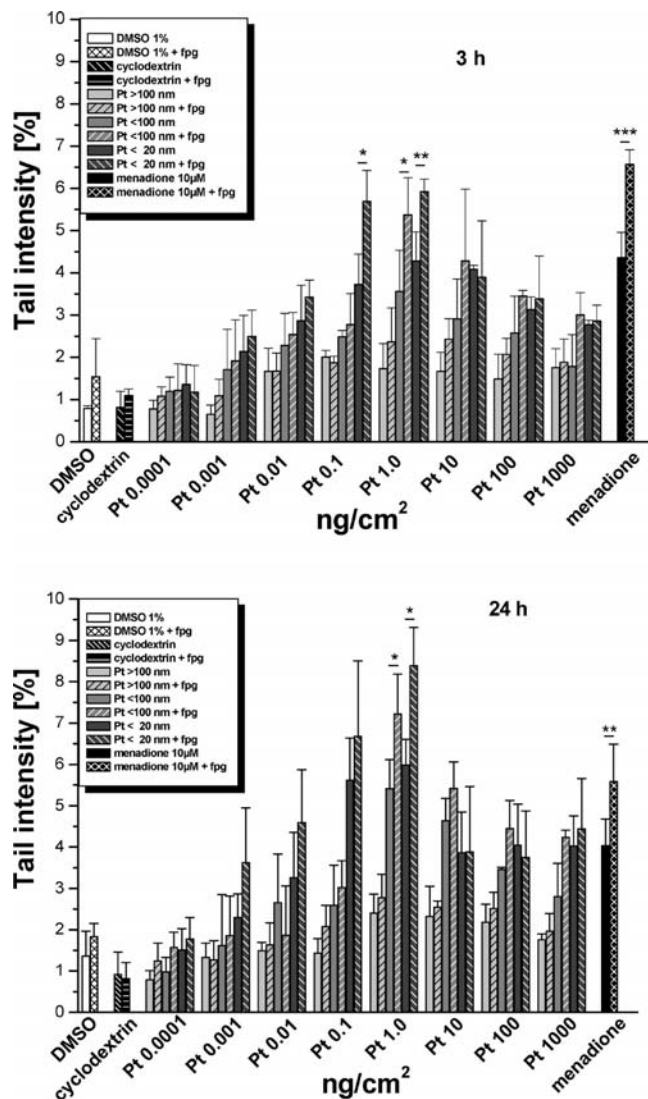 10
9
8
7
6
5
4
3
2
1
0
Tail intensity [%]
DMSO 1%
DMSO 1% + fpg
cyclodextrin
cyclodextrin + fpg
Pt >100 nm
Pt >100 nm + fpg
Pt <100 nm
Pt <100 nm + fpg
Pt < 20 nm
Pt < 20 nm + fpg
menadione 10µM
menadione 10µM + fpg
3 h
*
*
**
***
DMSO
cyclodextrin
Pt 0.0001
Pt 0.001
Pt 0.01
Pt 0.1
Pt 1.0
Pt 10
Pt 100
Pt 1000
menadione
ng/cm²
10
9
8
7
6
5
4
3
2
1
0
Tail intensity [%]
DMSO 1%
DMSO 1% + fpg
cyclodextrin
cyclodextrin + fpg
Pt >100 nm
Pt >100 nm + fpg
Pt <100 nm
Pt <100 nm + fpg
Pt < 20 nm
Pt < 20 nm + fpg
menadione 10µM
menadione 10µM + fpg
24 h
*
*
**
DMSO
cyclodextrin
Pt 0.0001
Pt 0.001
Pt 0.01
Pt 0.1
Pt 1.0
Pt 10
Pt 100
Pt 1000
menadione
ng/cm²